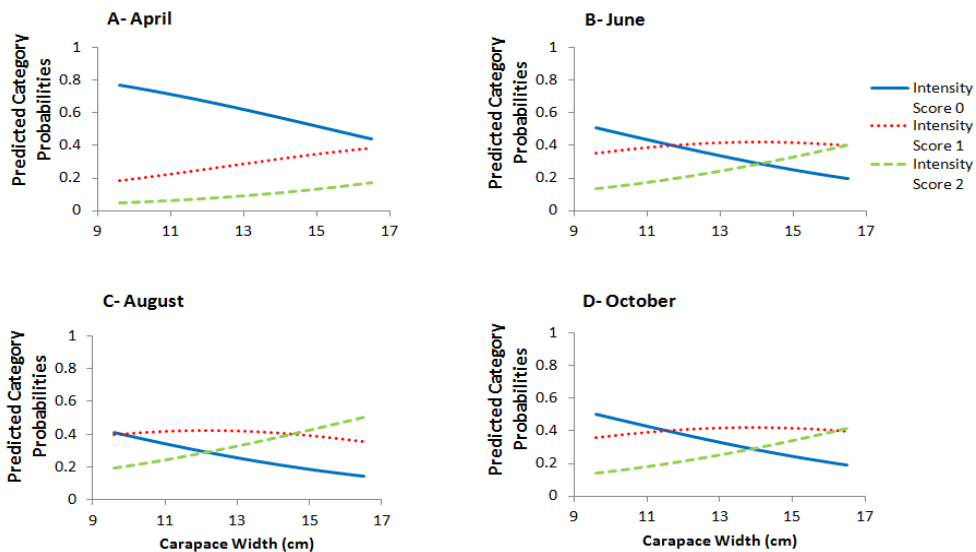 A- April
Predicted Category
Probabilities
1
0.8
0.6
0.4
0.2
0
9
11
13
15
17
B- June
Predicted Category
Probabilities
1
0.8
0.6
0.4
0.2
0
9
11
13
15
17
Intensity
Score 0
Intensity
Score 1
Intensity
Score 2
C- August
Predicted Category
Probabilities
1
0.8
0.6
0.4
0.2
0
9
11
13
15
17
Carapace Width (cm)
D- October
Predicted Category
Probabilities
1
0.8
0.6
0.4
0.2
0
9
11
13
15
17
Carapace Width (cm)